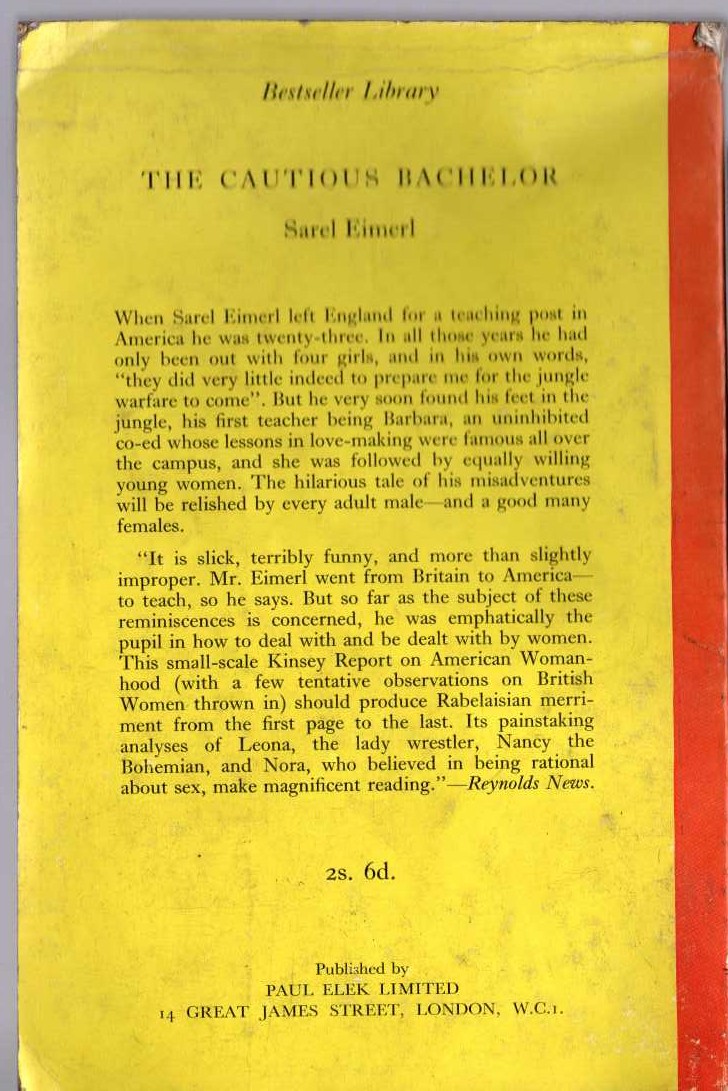 Bestseller Library
THE CAUTIOUS BACHELOR
Sarel Eimerl
When Sarel Eimerl left England for a teaching post in
America he was twenty-three. In all those years he had
only been out with four girls, and in his own words,
“they did very little indeed to prepare me for the jungle
warfare to come”. But he very soon found his feet in the
jungle, his first teacher being Barbara, an uninhibited
co-ed whose lessons in love-making were famous all over
the campus, and she was followed by equally willing
young women. The hilarious tale of his misadventures
will be relished by every adult male—and a good many
females.
“It is slick, terribly funny, and more than slightly
improper. Mr. Eimerl went from Britain to America—
to teach, so he says. But so far as the subject of these
reminiscences is concerned, he was emphatically the
pupil in how to deal with and be dealt with by women.
This small-scale Kinsey Report on American Woman-
hood (with a few tentative observations on British
Women thrown in) should produce Rabelaisian merri-
ment from the first page to the last. Its painstaking
analyses of Leona, the lady wrestler, Nancy the
Bohemian, and Nora, who believed in being rational
about sex, make magnificent reading.”—Reynolds News.
2s. 6d.
Published by
PAUL ELEK LIMITED
14 GREAT JAMES STREET, LONDON, W.C.1.